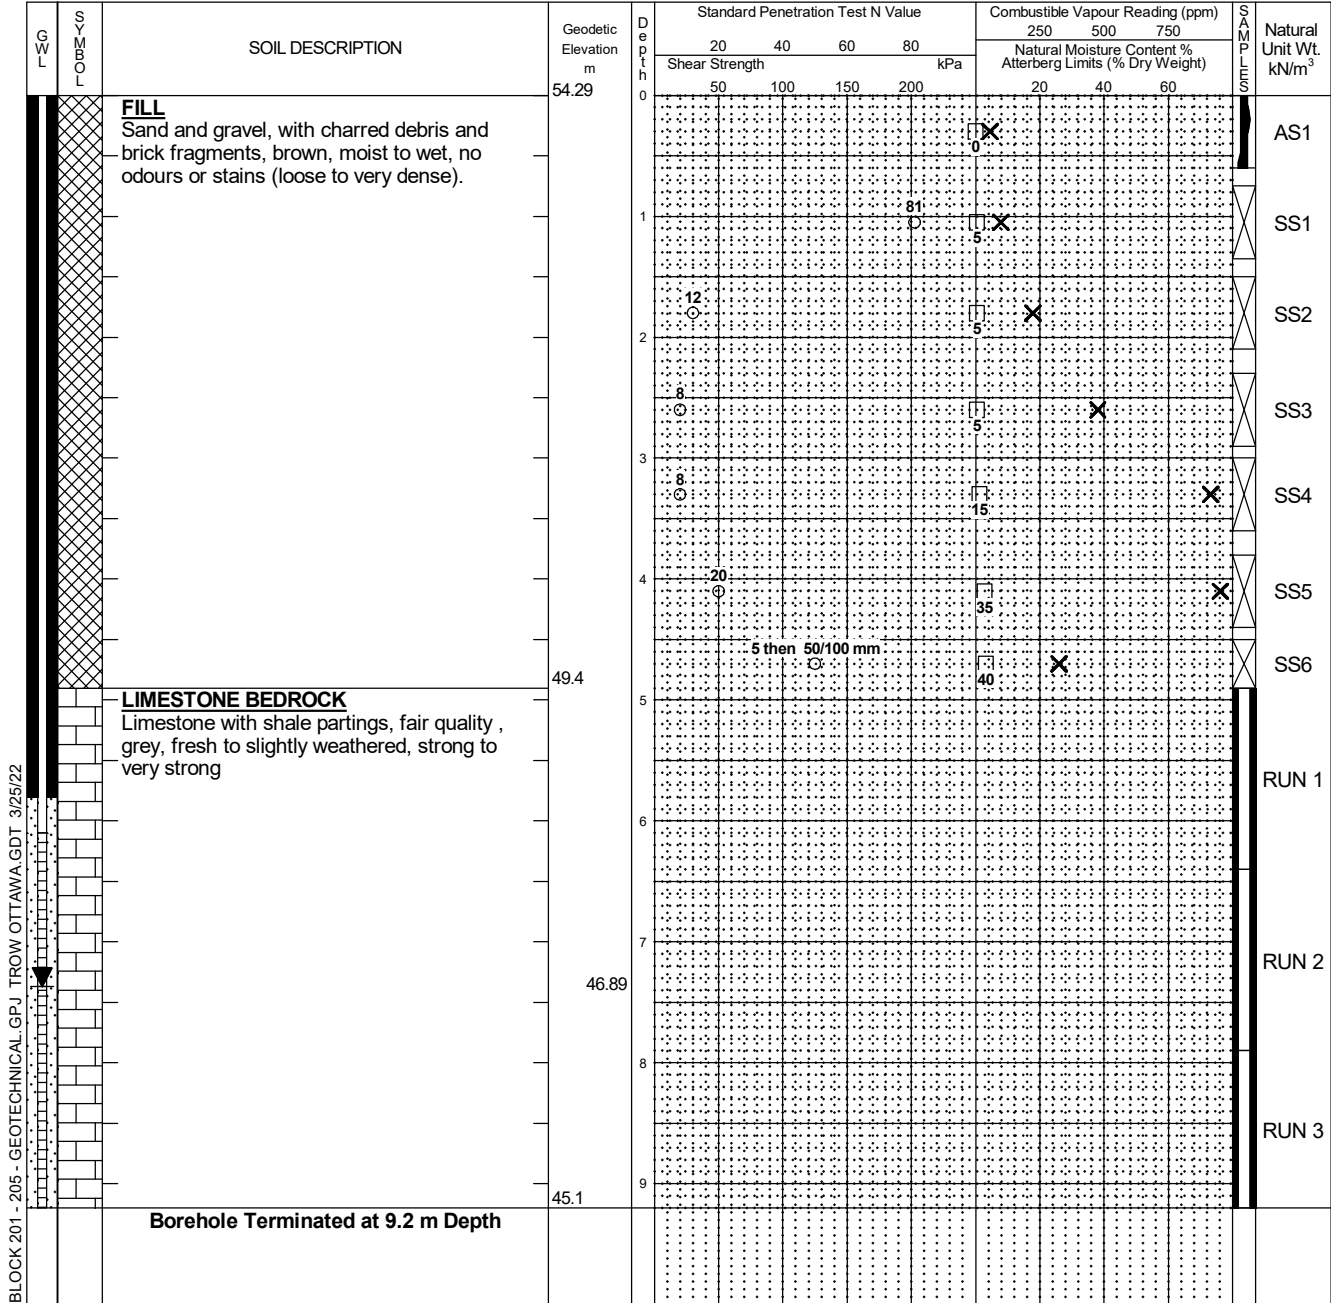 GWL
SYMBOL
SOIL DESCRIPTION
Geodetic
Elevation
m
54.29
Depth
Standard Penetration Test N Value
20 40 60 80
Shear Strength kPa
50 100 150 200
Combustible Vapour Reading (ppm)
250 500 750
Natural Moisture Content %
Atterberg Limits (% Dry Weight)
20 40 60
SAMPLES
Natural
Unit Wt.
kN/m³
0
FILL
Sand and gravel, with charred debris and
brick fragments, brown, moist to wet, no
odours or stains (loose to very dense).
0
AS1
1
81
5
SS1
12
5
SS2
2
8
5
SS3
3
8
15
SS4
4
20
35
SS5
5 then 50/100 mm
40
SS6
49.4
LIMESTONE BEDROCK
Limestone with shale partings, fair quality ,
grey, fresh to slightly weathered, strong to
very strong
5
RUN 1
6
7
RUN 2
46.89
8
RUN 3
9
45.1
Borehole Terminated at 9.2 m Depth
BLOCK 201 - 205 - GEOTECHNICAL.GPJ TROW OTTAWA.GDT 3/25/22